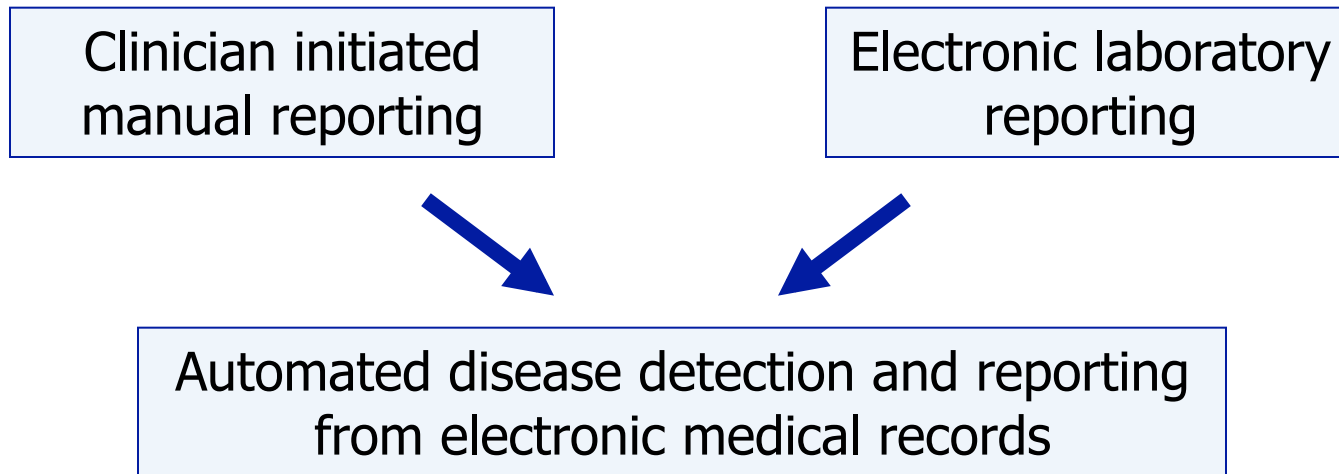 Clinician initiated
manual reporting
Electronic laboratory
reporting
Automated disease detection and reporting
from electronic medical records